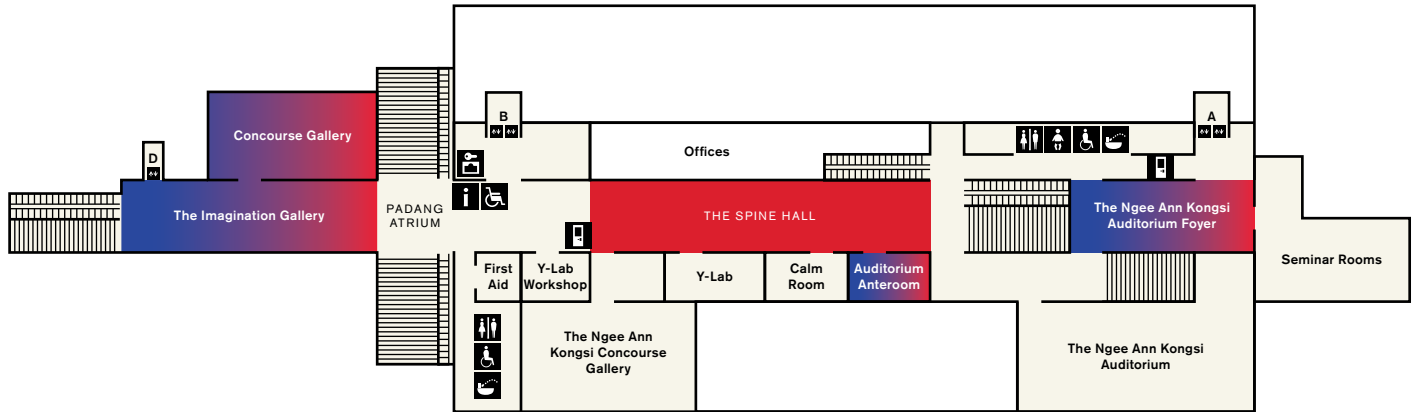 B
A
Concourse Gallery
D
Offices
i
The Imagination Gallery
PADANG
ATRIUM
THE SPINE HALL
The Ngee Ann Kongsi
Auditorium Foyer
Seminar Rooms
First
Aid
Y-Lab
Workshop
Y-Lab
Calm
Room
Auditorium
Anteroom
The Ngee Ann
Kongsi Concourse
Gallery
The Ngee Ann Kongsi
Auditorium